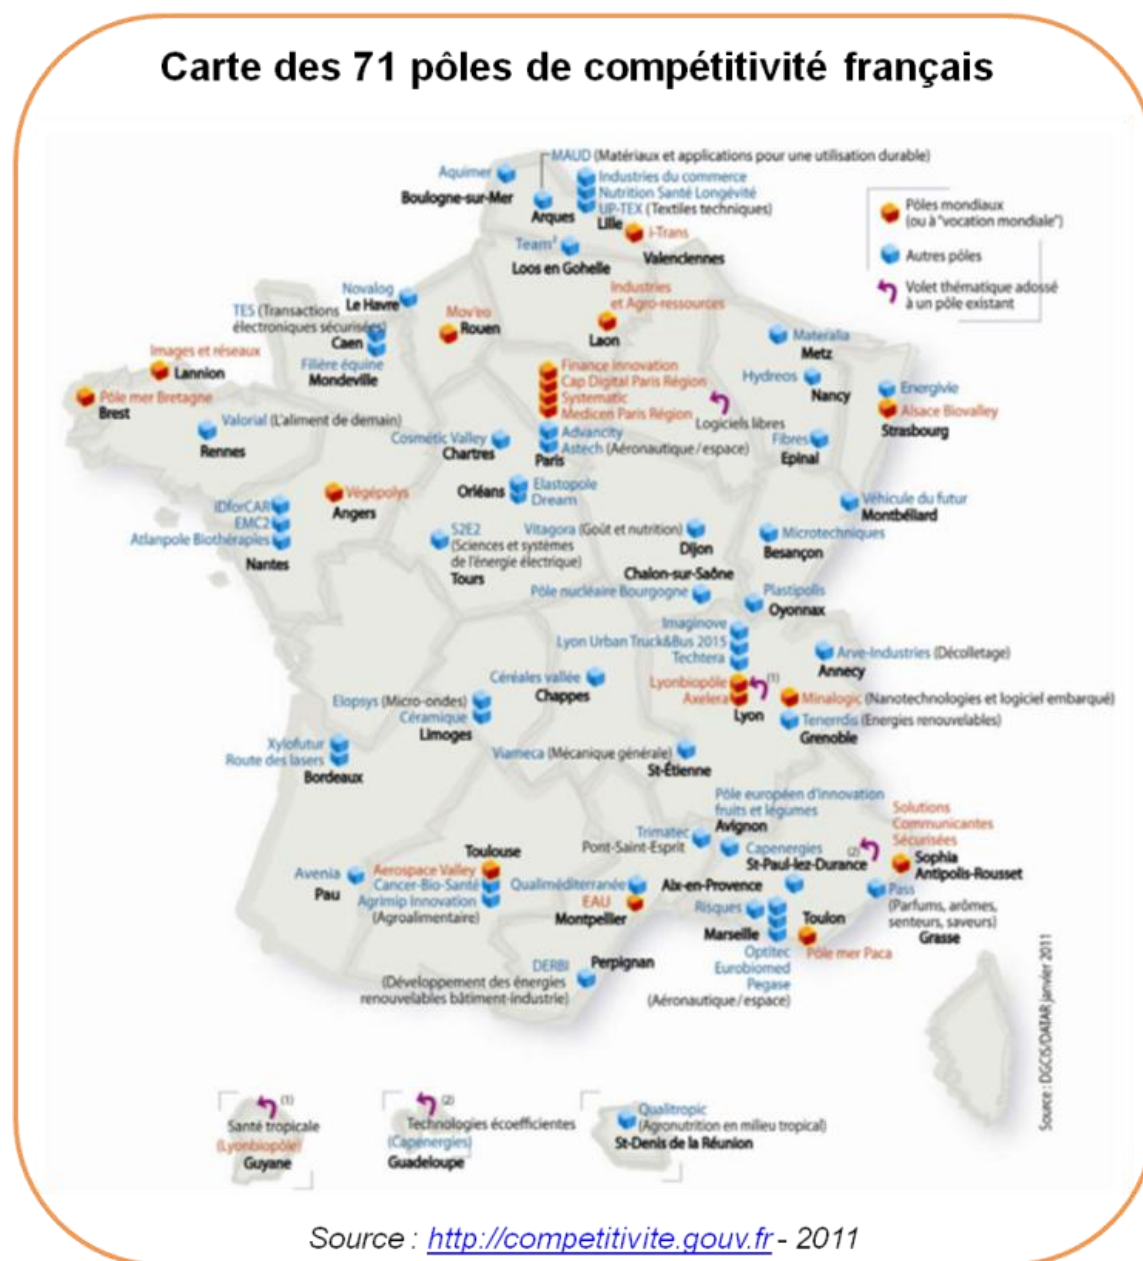 Carte des 71 pôles de compétitivité français
MAUD (Matériaux et applications pour une utilisation durable)
Aquimer
Boulogne-sur-Mer
Arques
Industries du commerce
Nutrition Santé Longévité
UP-TEX (Textiles techniques)
Lille
i-Trans
Valenciennes
Team²
Loos en Gohelle
Pôles mondiaux
(ou à "vocation mondiale")
Autres pôles
Volet thématique adossé
à un pôle existant
Novalog
Le Havre
TES (Transactions
électroniques sécurisées)
Caen
Filière équine
Mondeville
Mov'eo
Rouen
Industries
et Agro-ressources
Laon
Materalia
Metz
Hydreos
Nancy
Energivie
Alsace Biovalley
Strasbourg
Fibres
Epinal
Images et réseaux
Lannion
Pôle mer Bretagne
Brest
Valorial (L'aliment de demain)
Rennes
Finance Innovation
Cap Digital Paris Région
Systematic
Medicen Paris Région
Advancity
Astech (Aéronautique/espace)
Paris
Logiciels libres
Cosmétic Valley
Chartres
Orléans
Elastopole
Dream
Végépolys
Angers
iDforCAR
EMC2
Atlanpole Biothérapies
Nantes
S2E2
(Sciences et systèmes
de l'énergie électrique)
Tours
Vitagora (Goût et nutrition)
Dijon
Véhicule du futur
Montbéliard
Microtechniques
Besançon
Chalon-sur-Saône
Pôle nucléaire Bourgogne
Plastipolis
Oyonnax
Imaginove
Lyon Urban Truck&Bus 2015
Techtera
Lyonbiopôle
(1)
Axelera
Lyon
Arve-Industries (Décolletage)
Annecy
Minalogic (Nanotechnologies et logiciel embarqué)
Tenerrdis (Energies renouvelables)
Grenoble
Céréales vallée
Chappes
Elopsys (Micro-ondes)
Céramique
Limoges
Viameca (Mécanique générale)
St-Étienne
Xylofutur
Route des lasers
Bordeaux
Pôle européen d'innovation
fruits et légumes
Avignon
Trimatec
Pont-Saint-Esprit
Capenergies
(2)
St-Paul-lez-Durance
Solutions
Communicantes
Sécurisées
Sophia
Antipolis-Rousset
Avenia
Pau
Toulouse
Aerospace Valley
Cancer-Bio-Santé
Agrimip Innovation
(Agroalimentaire)
Qualiméditerranée
EAU
Montpellier
Aix-en-Provence
Risques
Marseille
Optitec
Eurobiomed
Pegase
(Aéronautique/espace)
Toulon
Pôle mer Paca
Pass
(Parfums, arômes,
senteurs, saveurs)
Grasse
DERBI
Perpignan
(Développement des énergies
renouvelables bâtiment-industrie)
Source : DGCIS/DATAR janvier 2011
(1)
Santé tropicale
(Lyonbiopôle)
Guyane
(2)
Technologies écoefficientes
(Capenergies)
Guadeloupe
Qualitropic
(Agronutrition en milieu tropical)
St-Denis de la Réunion
Source : http://competitivite.gouv.fr - 2011